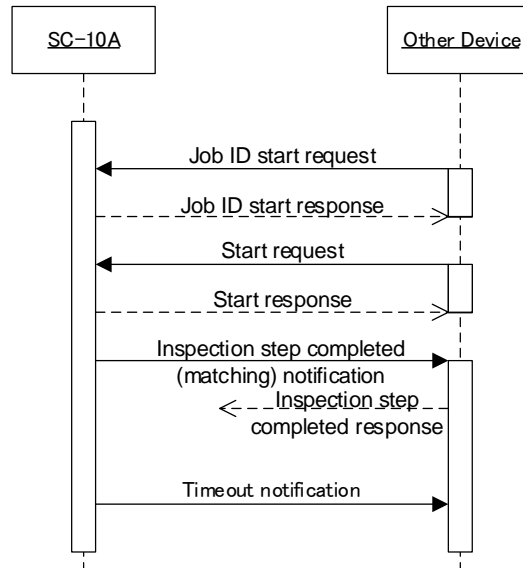 SC-10A
Other Device
Job ID start request
Job ID start response
Start request
Start response
Inspection step completed
(matching) notification
Inspection step
completed response
Timeout notification